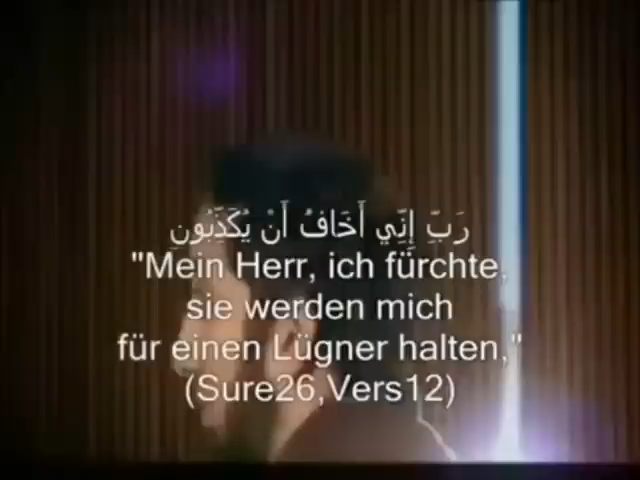 رَبِّ إِنِّي أَخَافُ أَنْ يُكَذِّبُونِ
"Mein Herr, ich fürchte,
sie werden mich
für einen Lügner halten,"
(Sure26,Vers12)